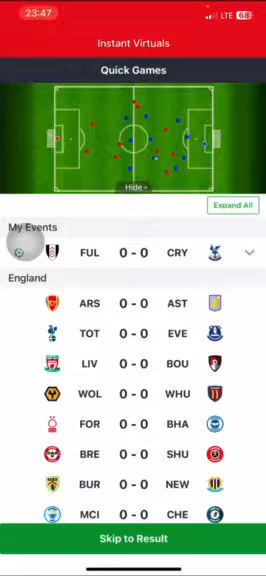 23:47
LTE 68
Instant Virtuals
Quick Games
Hide
Expand All
My Events
FUL 0 - 0 CRY
England
ARS 0 - 0 AST
TOT 0 - 0 EVE
LIV 0 - 0 BOU
WOL 0 - 0 WHU
FOR 0 - 0 BHA
BRE 0 - 0 SHU
BUR 0 - 0 NEW
MCI 0 - 0 CHE
Skip to Result